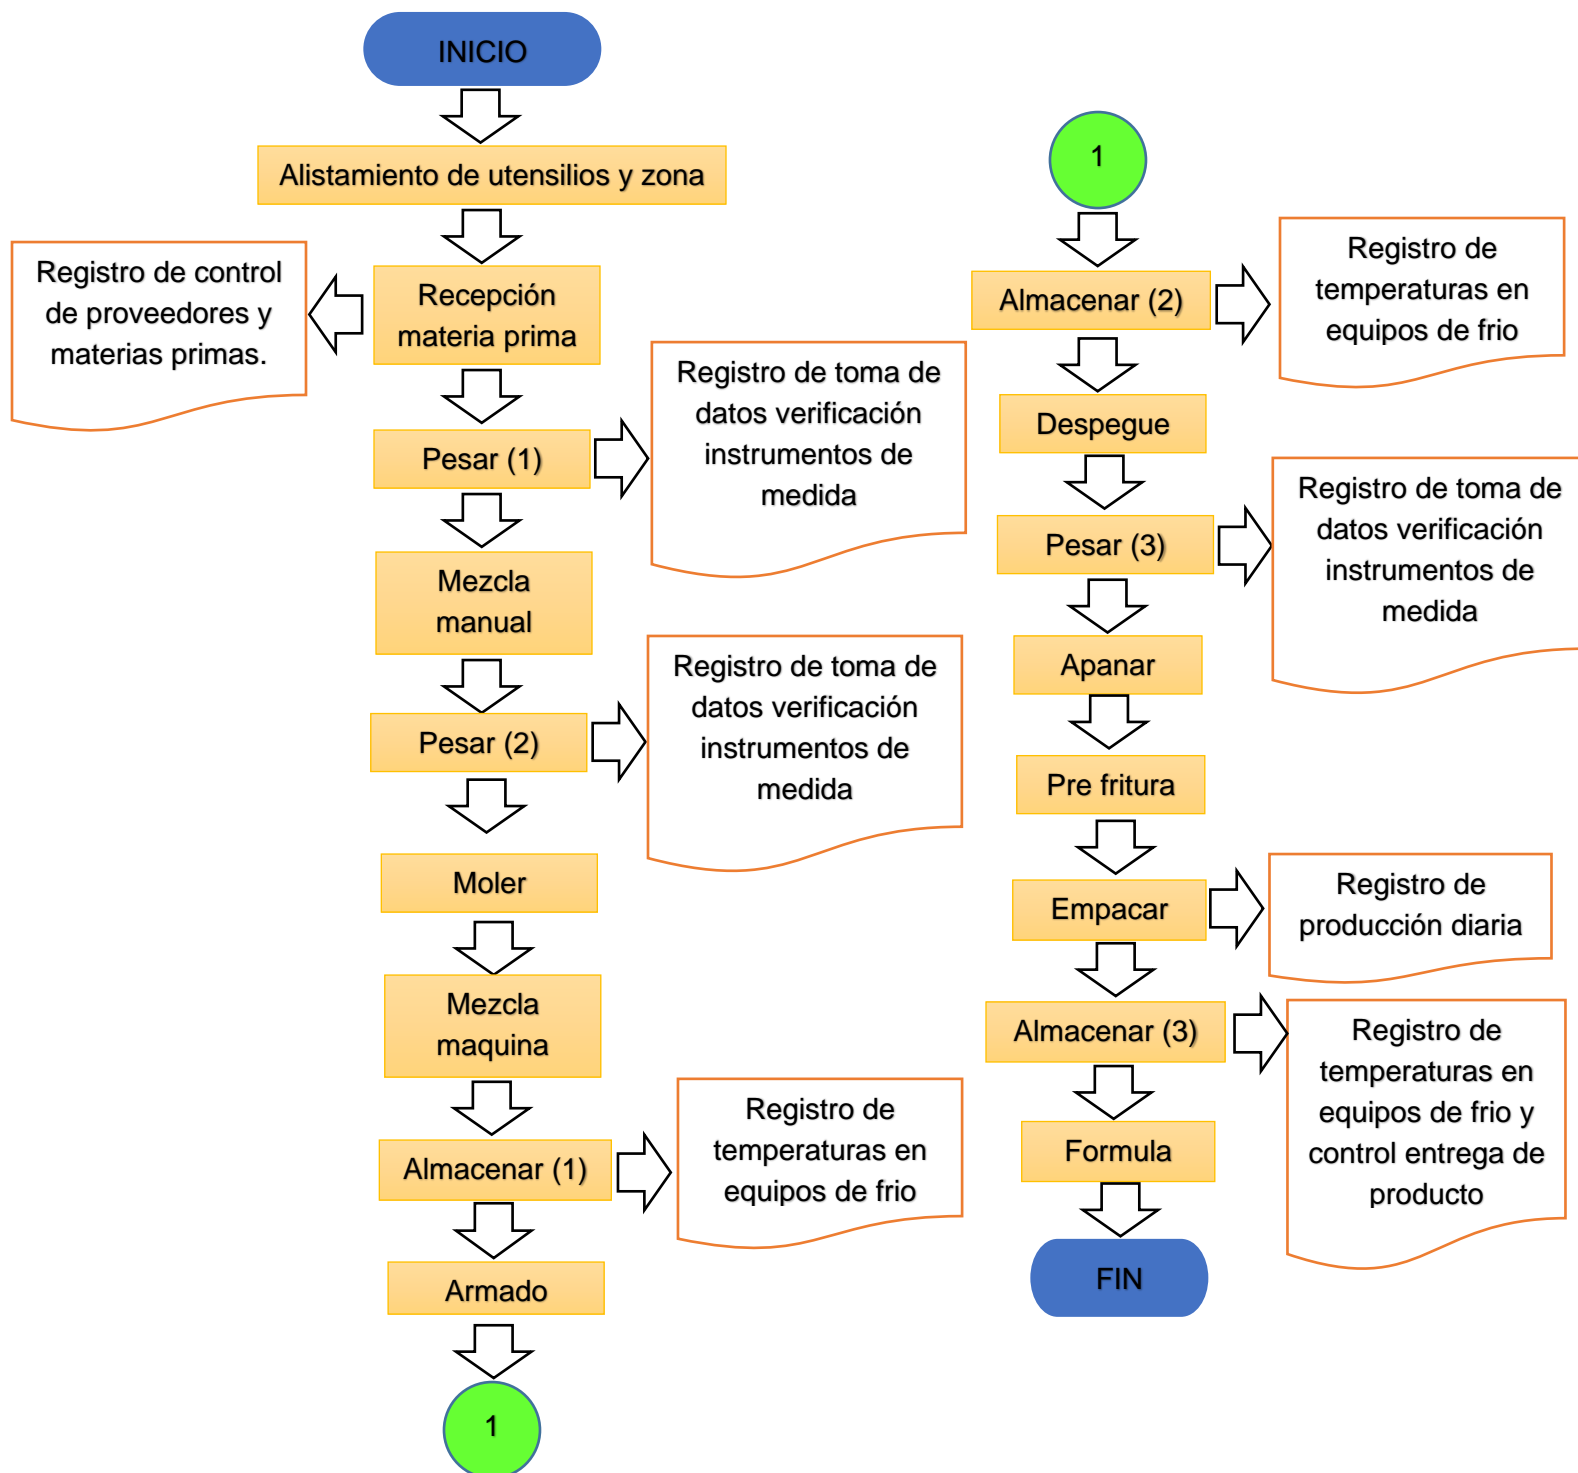 INICIO
Alistamiento de utensilios y zona
Registro de control
de proveedores y
materias primas.
Recepción
materia prima
Pesar (1)
Registro de toma de
datos verificación
instrumentos de
medida
Mezcla
manual
Pesar (2)
Registro de toma de
datos verificación
instrumentos de
medida
Moler
Mezcla
maquina
Almacenar (1)
Registro de
temperaturas en
equipos de frio
Armado
1
1
Almacenar (2)
Registro de
temperaturas en
equipos de frio
Despegue
Pesar (3)
Registro de toma de
datos verificación
instrumentos de
medida
Apanar
Pre fritura
Empacar
Registro de
producción diaria
Almacenar (3)
Registro de
temperaturas en
equipos de frio y
control entrega de
producto
Formula
FIN